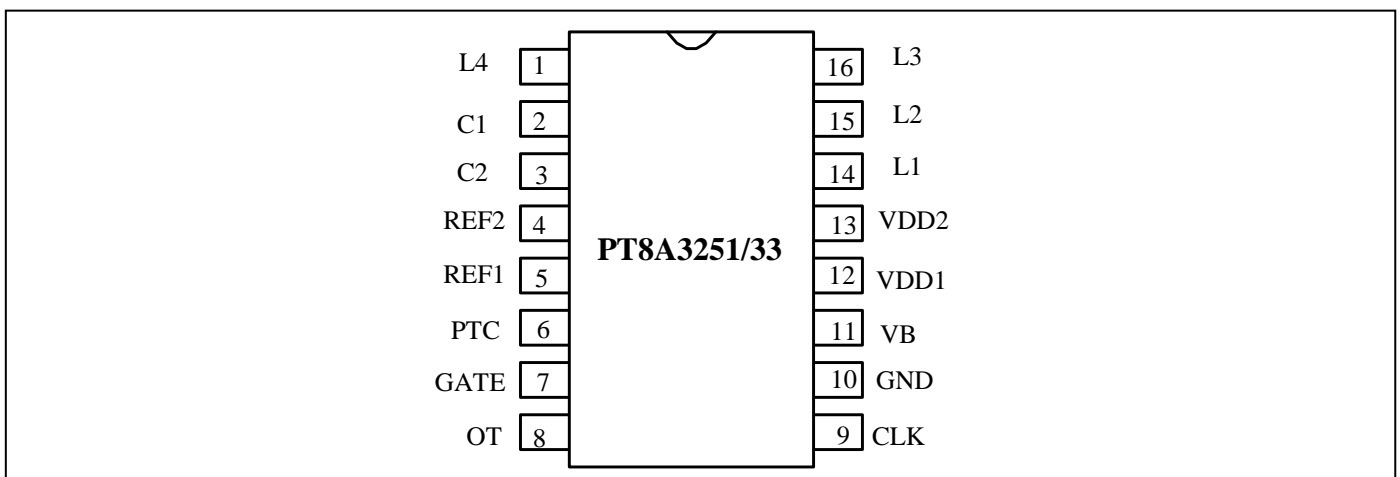 L4 1 16 L3
C1 2 15 L2
C2 3 14 L1
REF2 4 13 VDD2
PT8A3251/33
REF1 5 12 VDD1
PTC 6 11 VB
GATE 7 10 GND
OT 8 9 CLK